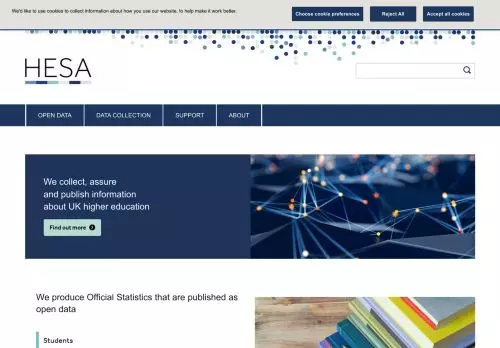 We'd like to use cookies to collect information about how you use our website, to help make it work better.
Choose cookie preferences
Reject All
Accept all cookies
HESA
OPEN DATA
DATA COLLECTION
SUPPORT
ABOUT
We collect, assure
and publish information
about UK higher education
Find out more
We produce Official Statistics that are published as
open data
Students